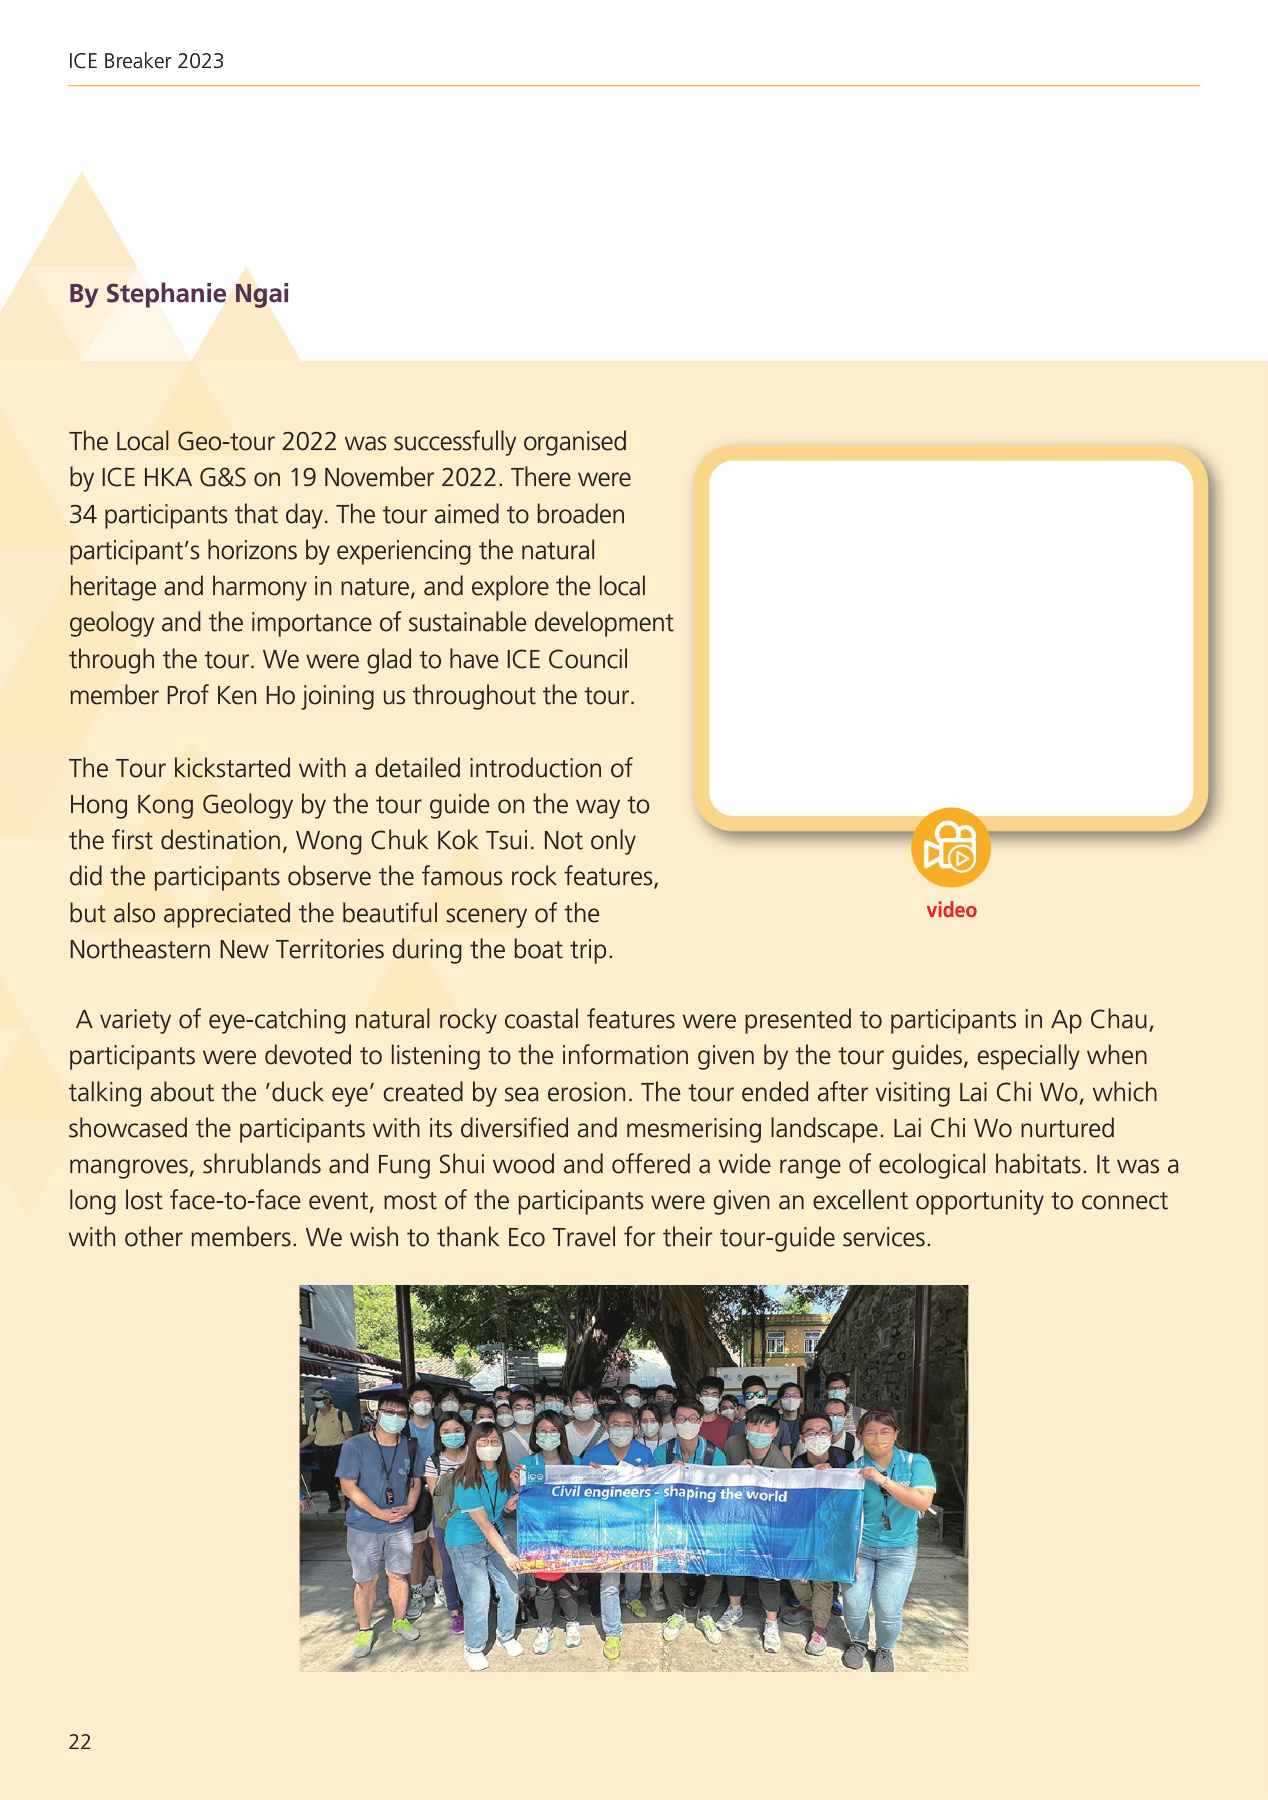 ICE Breaker 2023
By Stephanie Ngai
The Local Geo-tour 2022 was successfully organised
by ICE HKA G&S on 19 November 2022. There were
34 participants that day. The tour aimed to broaden
participant’s horizons by experiencing the natural
heritage and harmony in nature, and explore the local
geology and the importance of sustainable development
through the tour. We were glad to have ICE Council
member Prof Ken Ho joining us throughout the tour.
The Tour kickstarted with a detailed introduction of
Hong Kong Geology by the tour guide on the way to
the first destination, Wong Chuk Kok Tsui. Not only
did the participants observe the famous rock features,
but also appreciated the beautiful scenery of the
Northeastern New Territories during the boat trip.
video
A variety of eye-catching natural rocky coastal features were presented to participants in Ap Chau,
participants were devoted to listening to the information given by the tour guides, especially when
talking about the ’duck eye’ created by sea erosion. The tour ended after visiting Lai Chi Wo, which
showcased the participants with its diversified and mesmerising landscape. Lai Chi Wo nurtured
mangroves, shrublands and Fung Shui wood and offered a wide range of ecological habitats. It was a
long lost face-to-face event, most of the participants were given an excellent opportunity to connect
with other members. We wish to thank Eco Travel for their tour-guide services.
ice
Civil engineers - shaping the world
22